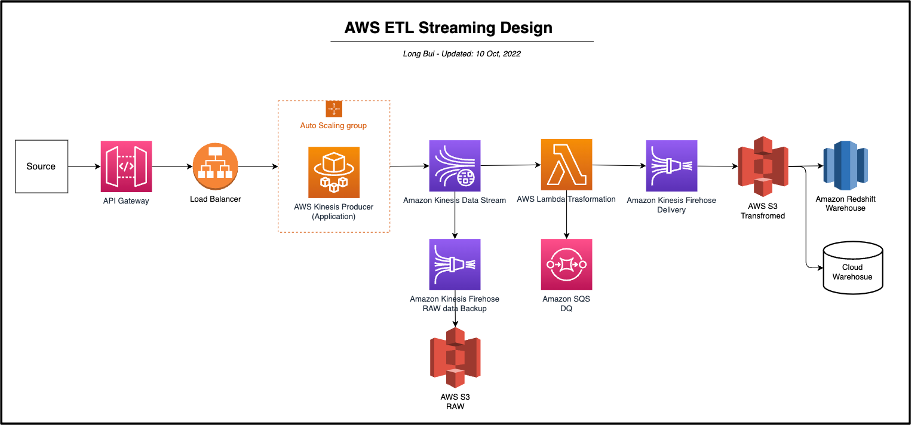 AWS ETL Streaming Design
Long Bui - Updated: 10 Oct, 2022
Auto Scaling group
Source
API Gateway
Load Balancer
AWS Kinesis Producer
(Application)
Amazon Kinesis Data Stream
AWS Lambda Trasformation
Amazon Kinesis Firehose
Delivery
AWS S3
Transfromed
Amazon Redshift
Warehouse
Cloud
Warehosue
Amazon Kinesis Firehose
RAW data Backup
Amazon SQS
DQ
AWS S3
RAW